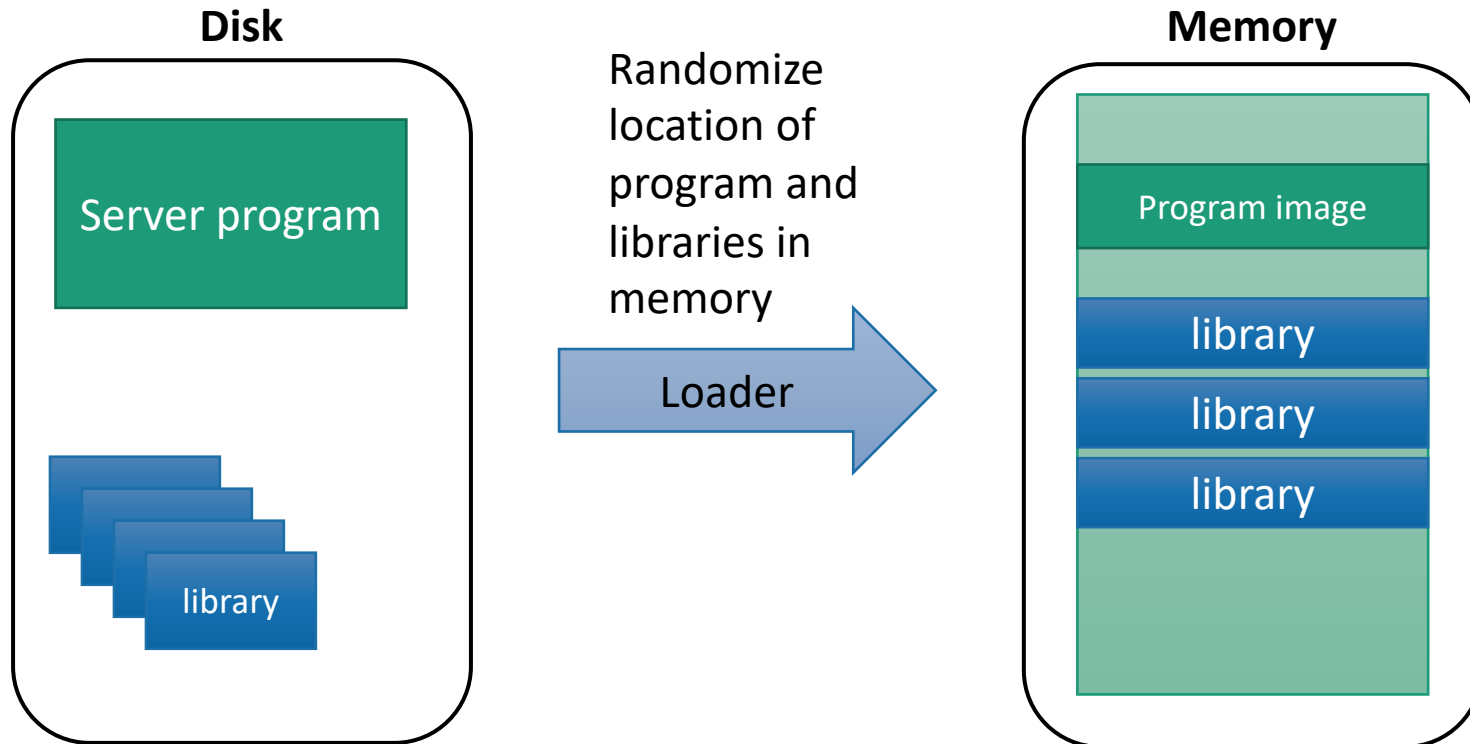 Disk
Server program
library
Randomize
location of
program and
libraries in
memory
Loader
Memory
Program image
library
library
library